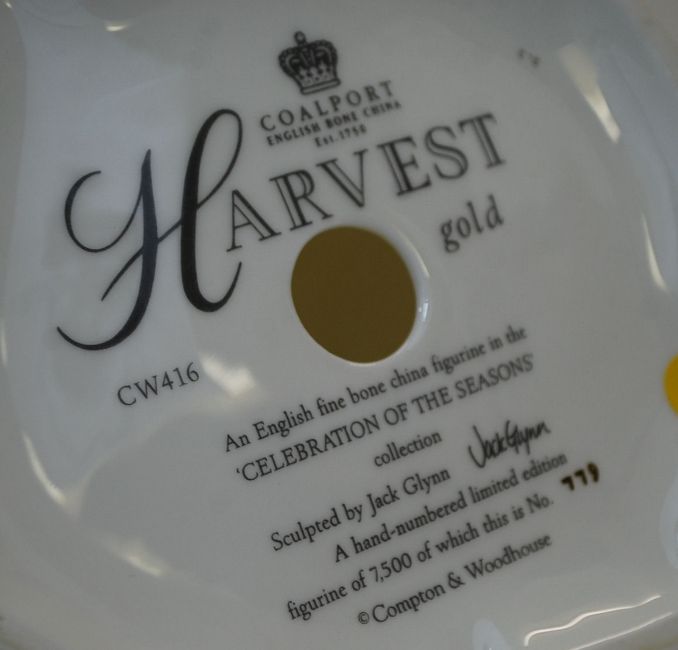 COALPORT
ENGLISH BONE CHINA
Est. 1750
HARVEST
gold
CW416
An English fine bone china figurine in the
'CELEBRATION OF THE SEASONS'
collection
Jack Glynn
Sculpted by Jack Glynn
A hand-numbered limited edition
figurine of 7,500 of which this is No. 779
© Compton & Woodhouse